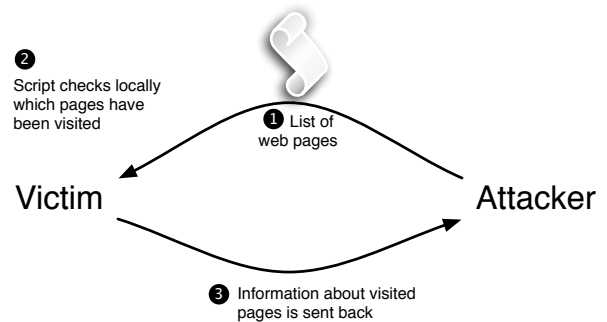 2
Script checks locally
which pages have
been visited
1 List of
web pages
Victim
Attacker
3 Information about visited
pages is sent back